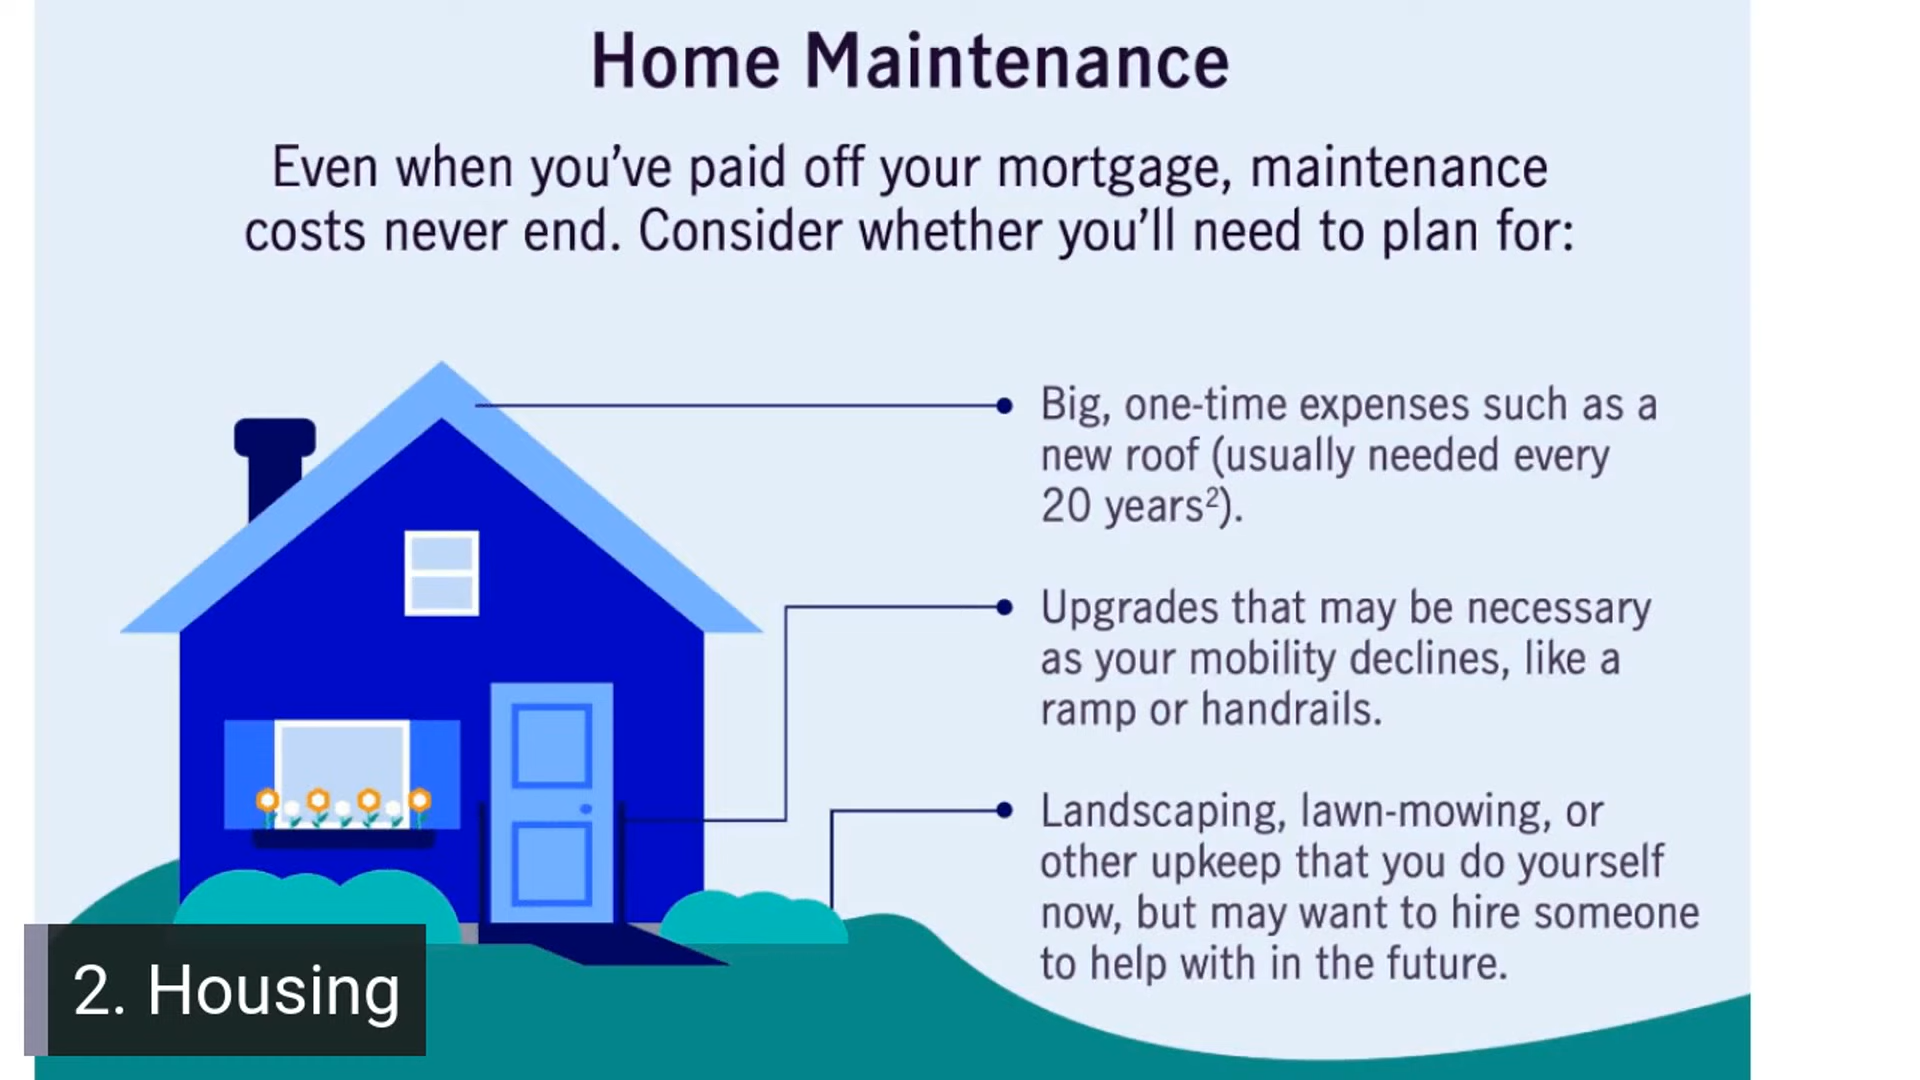 Home Maintenance
Even when you’ve paid off your mortgage, maintenance
costs never end. Consider whether you’ll need to plan for:
Big, one-time expenses such as a
new roof (usually needed every
20 years²).
Upgrades that may be necessary
as your mobility declines, like a
ramp or handrails.
Landscaping, lawn-mowing, or
other upkeep that you do yourself
now, but may want to hire someone
to help with in the future.
2. Housing